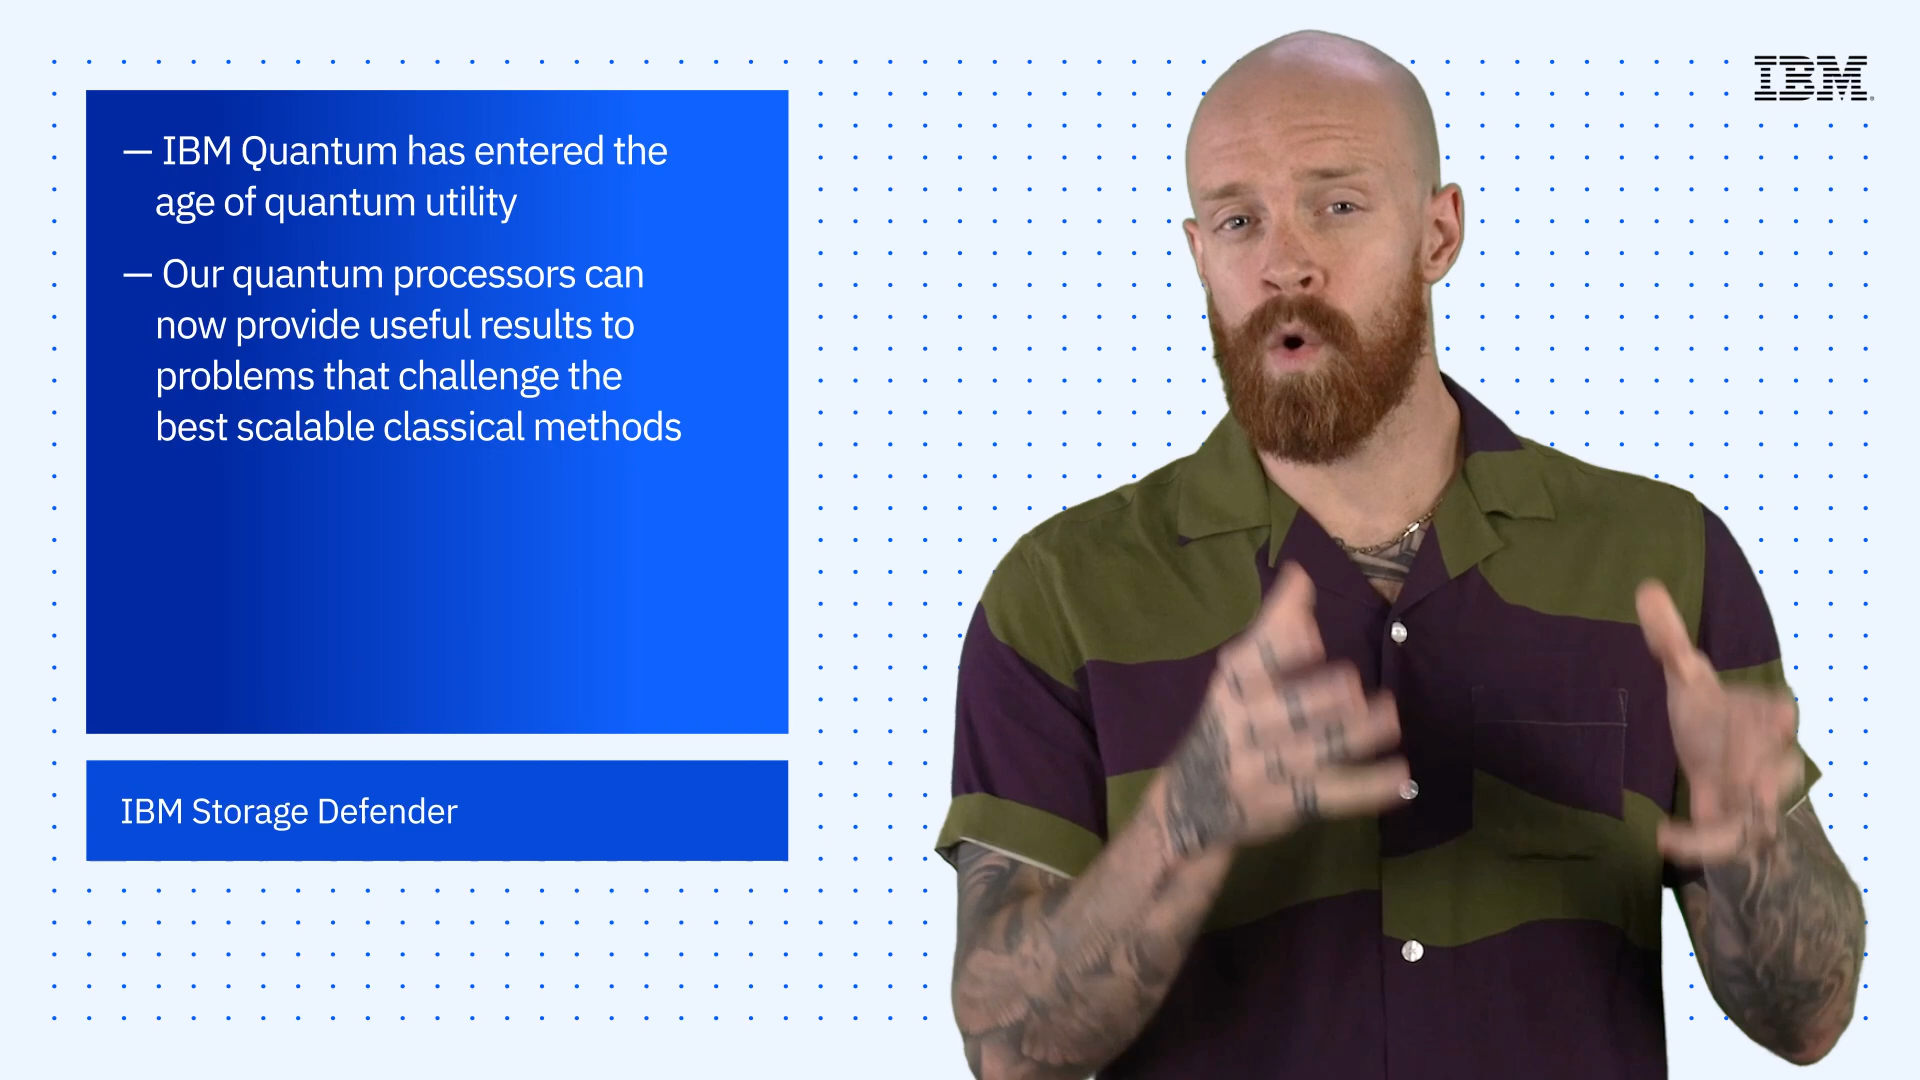 IBM
— IBM Quantum has entered the
age of quantum utility
— Our quantum processors can
now provide useful results to
problems that challenge the
best scalable classical methods
IBM Storage Defender